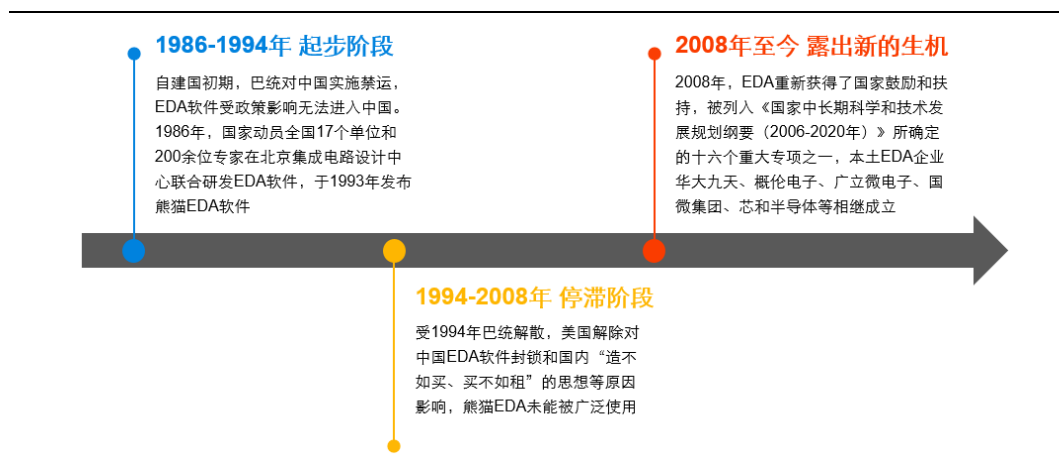 1986-1994年 起步阶段
自建国初期，巴统对中国实施禁运，
EDA软件受政策影响无法进入中国。
1986年，国家动员全国17个单位和
200余位专家在北京集成电路设计中
心联合研发EDA软件，于1993年发布
熊猫EDA软件
2008年至今 露出新的生机
2008年，EDA重新获得了国家鼓励和扶
持，被列入《国家中长期科学和技术发
展规划纲要（2006-2020年）》所确定
的十六个重大专项之一，本土EDA企业
华大九天、概伦电子、广立微电子、国
微集团、芯和半导体等相继成立
1994-2008年 停滞阶段
受1994年巴统解散，美国解除对
中国EDA软件封锁和国内“造不
如买、买不如租”的思想等原因
影响，熊猫EDA未能被广泛使用